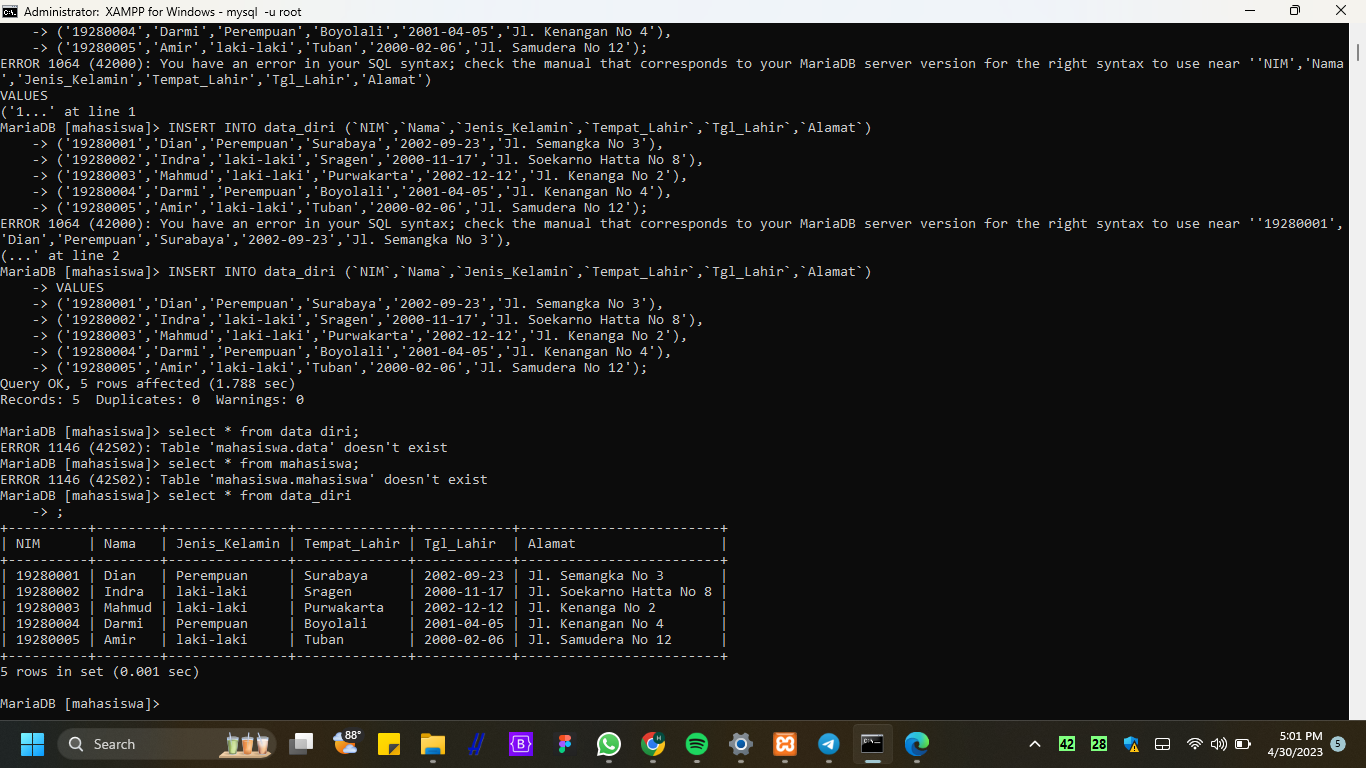 Administrator: XAMPP for Windows - mysql -u root
    -> ('19280004','Darmi','Perempuan','Boyolali','2001-04-05','Jl. Kenangan No 4'),
    -> ('19280005','Amir','laki-laki','Tuban','2000-02-06','Jl. Samudera No 12');
ERROR 1064 (42000): You have an error in your SQL syntax; check the manual that corresponds to your MariaDB server version for the right syntax to use near ''NIM','Nama
','Jenis_Kelamin','Tempat_Lahir','Tgl_Lahir','Alamat')
VALUES
('1...' at line 1
MariaDB [mahasiswa]> INSERT INTO data_diri (`NIM`,`Nama`,`Jenis_Kelamin`,`Tempat_Lahir`,`Tgl_Lahir`,`Alamat`)
    -> ('19280001','Dian','Perempuan','Surabaya','2002-09-23','Jl. Semangka No 3'),
    -> ('19280002','Indra','laki-laki','Sragen','2000-11-17','Jl. Soekarno Hatta No 8'),
    -> ('19280003','Mahmud','laki-laki','Purwakarta','2002-12-12','Jl. Kenanga No 2'),
    -> ('19280004','Darmi','Perempuan','Boyolali','2001-04-05','Jl. Kenangan No 4'),
    -> ('19280005','Amir','laki-laki','Tuban','2000-02-06','Jl. Samudera No 12');
ERROR 1064 (42000): You have an error in your SQL syntax; check the manual that corresponds to your MariaDB server version for the right syntax to use near ''19280001',
'Dian','Perempuan','Surabaya','2002-09-23','Jl. Semangka No 3'),
(...' at line 2
MariaDB [mahasiswa]> INSERT INTO data_diri (`NIM`,`Nama`,`Jenis_Kelamin`,`Tempat_Lahir`,`Tgl_Lahir`,`Alamat`)
    -> VALUES
    -> ('19280001','Dian','Perempuan','Surabaya','2002-09-23','Jl. Semangka No 3'),
    -> ('19280002','Indra','laki-laki','Sragen','2000-11-17','Jl. Soekarno Hatta No 8'),
    -> ('19280003','Mahmud','laki-laki','Purwakarta','2002-12-12','Jl. Kenanga No 2'),
    -> ('19280004','Darmi','Perempuan','Boyolali','2001-04-05','Jl. Kenangan No 4'),
    -> ('19280005','Amir','laki-laki','Tuban','2000-02-06','Jl. Samudera No 12');
Query OK, 5 rows affected (1.788 sec)
Records: 5  Duplicates: 0  Warnings: 0
MariaDB [mahasiswa]> select * from data diri;
ERROR 1146 (42S02): Table 'mahasiswa.data' doesn't exist
MariaDB [mahasiswa]> select * from mahasiswa;
ERROR 1146 (42S02): Table 'mahasiswa.mahasiswa' doesn't exist
MariaDB [mahasiswa]> select * from data_diri
    -> ;
| NIM      | Nama   | Jenis_Kelamin | Tempat_Lahir | Tgl_Lahir  | Alamat                  |
| 19280001 | Dian   | Perempuan     | Surabaya     | 2002-09-23 | Jl. Semangka No 3       |
| 19280002 | Indra  | laki-laki     | Sragen       | 2000-11-17 | Jl. Soekarno Hatta No 8 |
| 19280003 | Mahmud | laki-laki     | Purwakarta   | 2002-12-12 | Jl. Kenanga No 2        |
| 19280004 | Darmi  | Perempuan     | Boyolali     | 2001-04-05 | Jl. Kenangan No 4       |
| 19280005 | Amir   | laki-laki     | Tuban        | 2000-02-06 | Jl. Samudera No 12      |
5 rows in set (0.001 sec)
MariaDB [mahasiswa]>
Search
88°
42
28
5:01 PM
4/30/2023
5